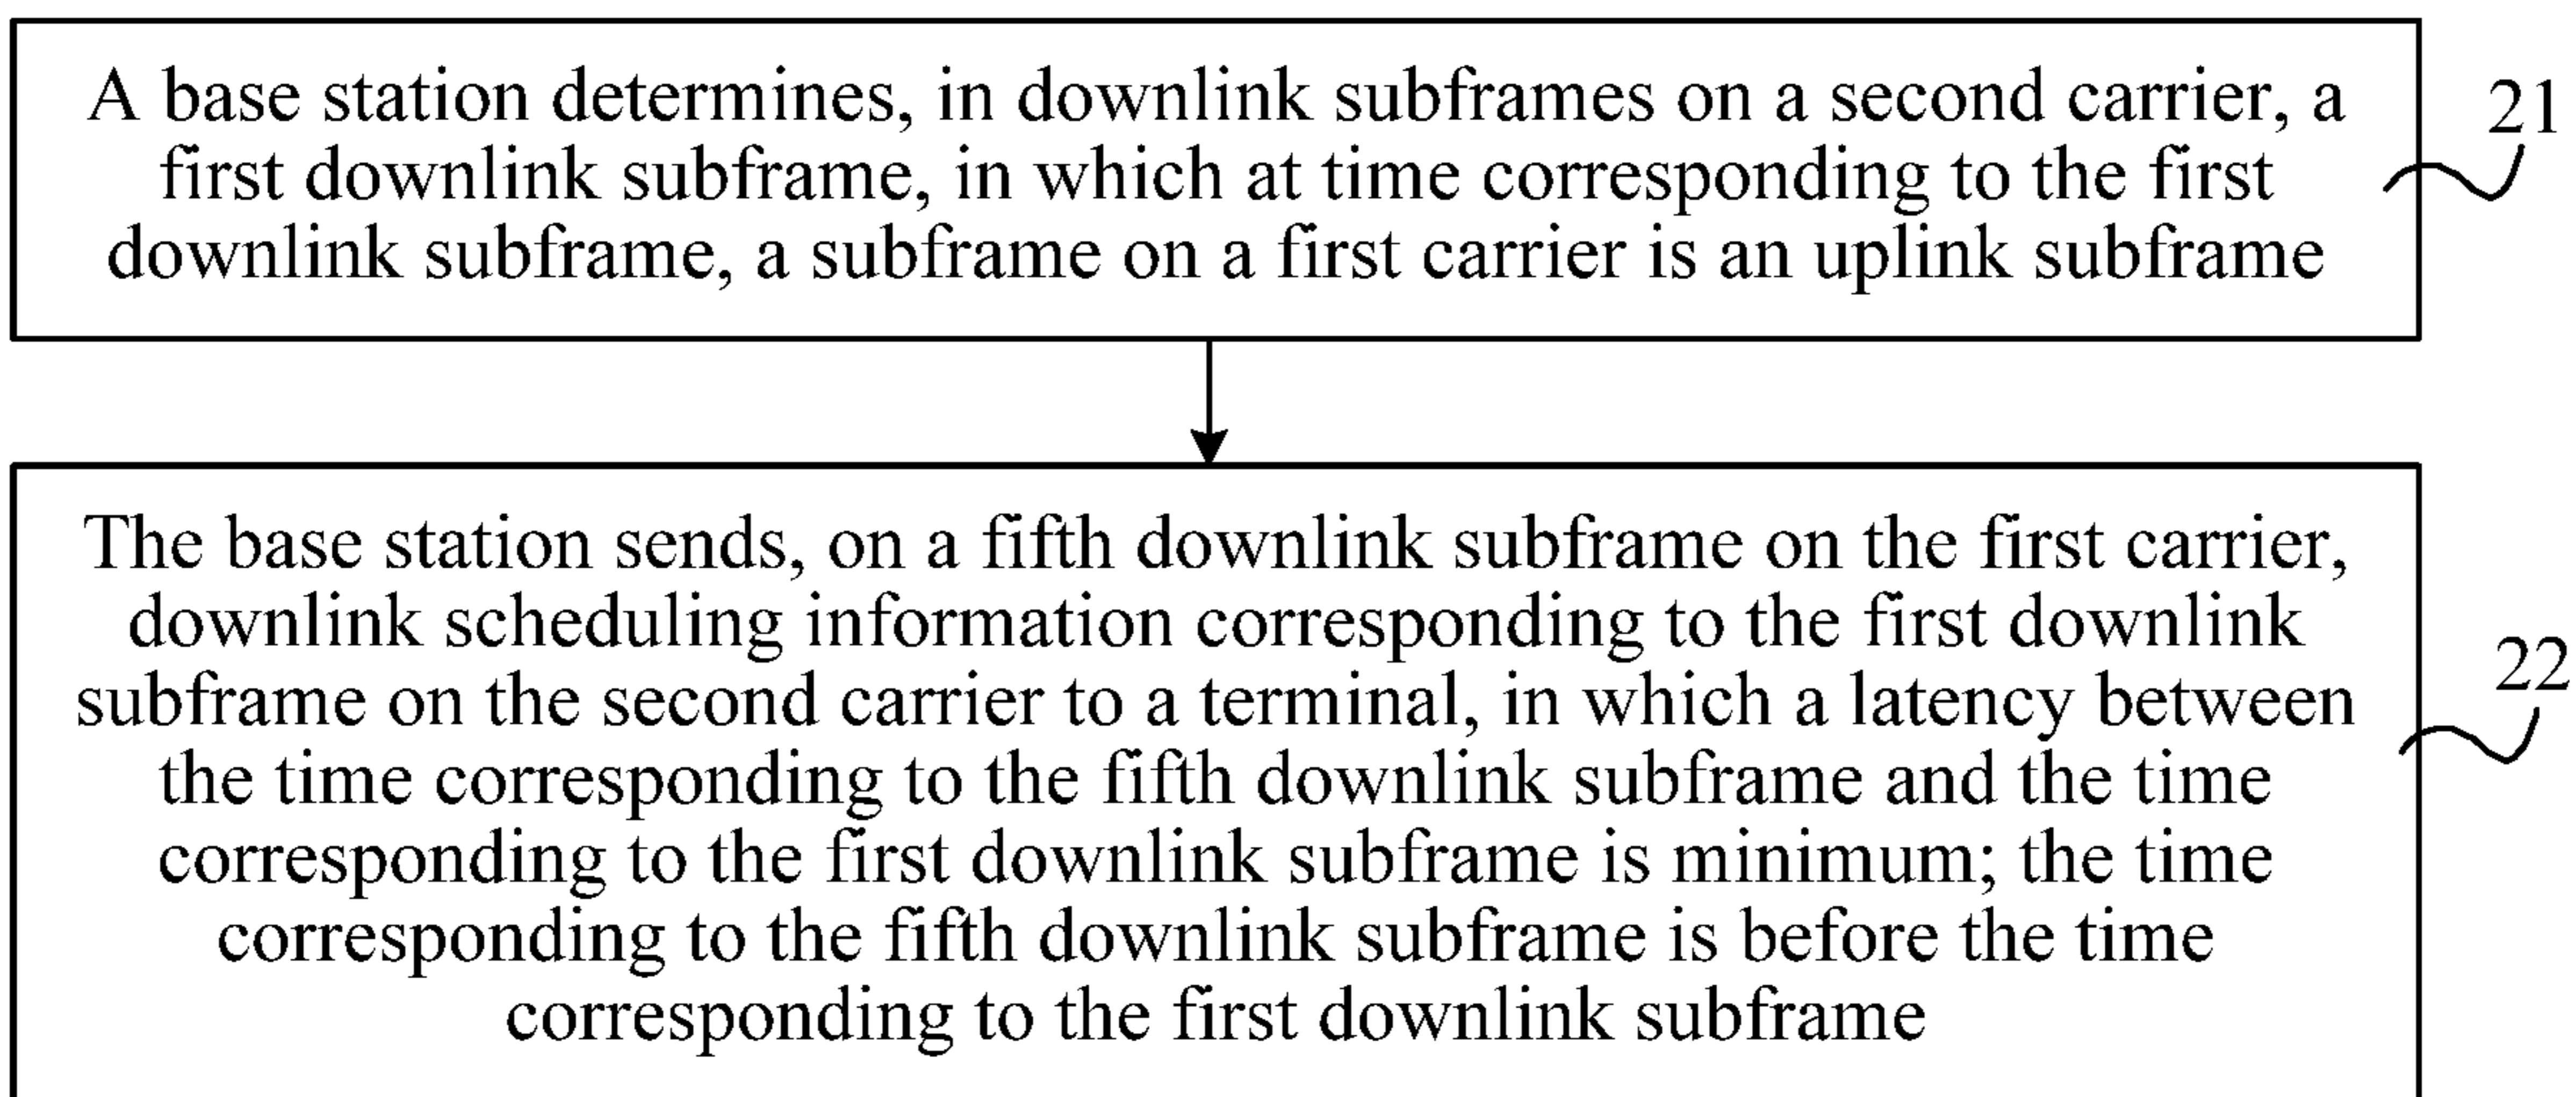 A base station determines, in downlink subframes on a second carrier, a
first downlink subframe, in which at time corresponding to the first
downlink subframe, a subframe on a first carrier is an uplink subframe
21
The base station sends, on a fifth downlink subframe on the first carrier,
downlink scheduling information corresponding to the first downlink
subframe on the second carrier to a terminal, in which a latency between
the time corresponding to the fifth downlink subframe and the time
corresponding to the first downlink subframe is minimum; the time
corresponding to the fifth downlink subframe is before the time
corresponding to the first downlink subframe
22